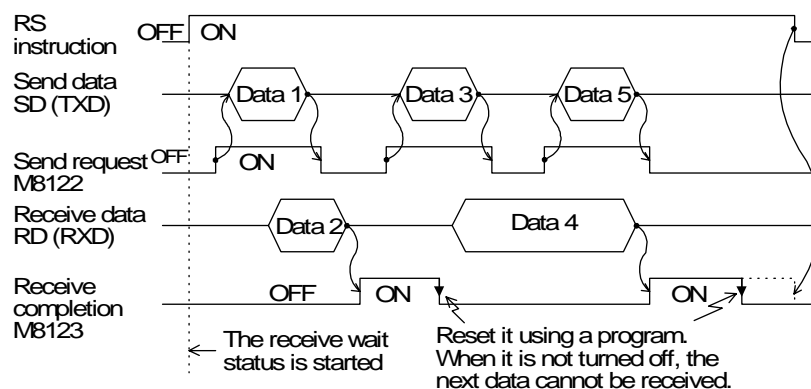 RS
instruction
OFF
ON
Send data
SD (TXD)
Data 1
Data 3
Data 5
Send request
M8122
OFF
ON
Receive data
RD (RXD)
Data 2
Data 4
Receive
completion
M8123
OFF
ON
ON
The receive wait
status is started
Reset it using a program.
When it is not turned off, the
next data cannot be received.